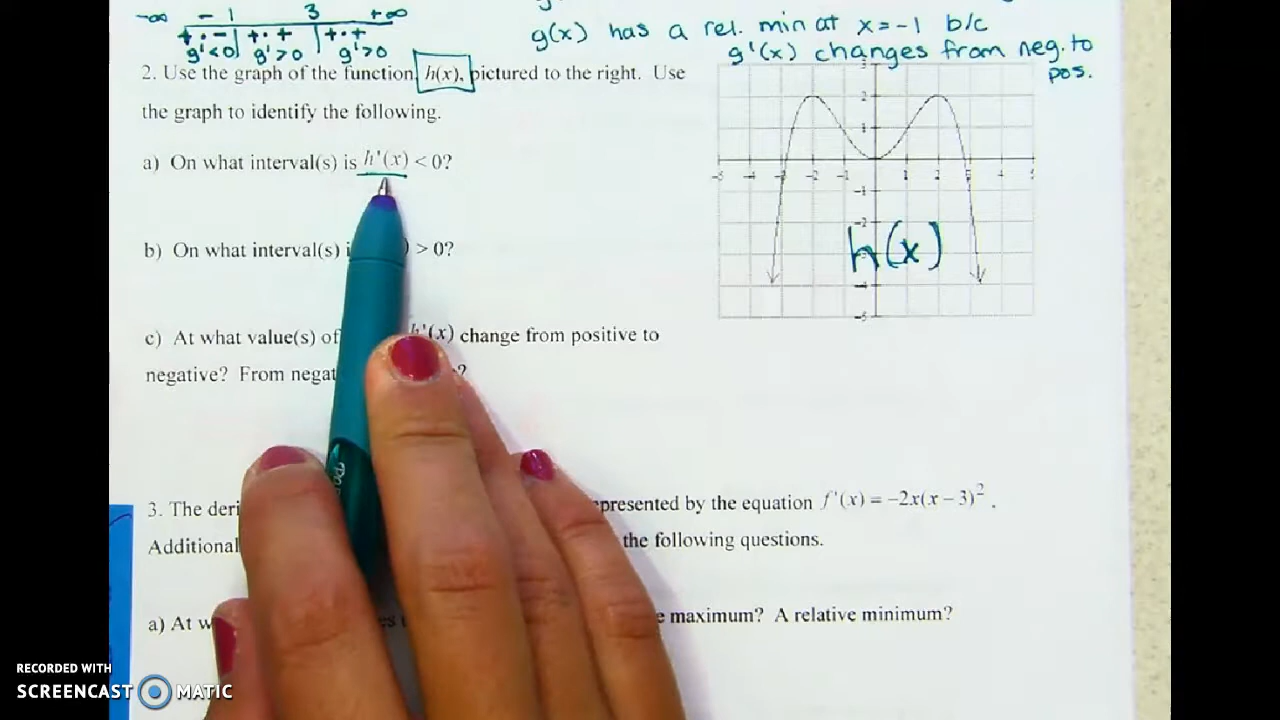 -∞ - 1 3 +∞
+ · - + · + + · +
g'<0 g'>0 g'>0
g(x) has a rel. min at x=-1 b/c
g'(x) changes from neg. to
pos.
2. Use the graph of the function h(x), pictured to the right. Use
the graph to identify the following.
a) On what interval(s) is h'(x) < 0?
b) On what interval(s) > 0?
c) At what value(s) of h'(x) change from positive to
negative? From negat ?
h(x)
3. The deri presented by the equation f'(x) = -2x(x-3)².
Additional the following questions.
a) At w maximum? A relative minimum?
RECORDED WITH
SCREENCAST MATIC